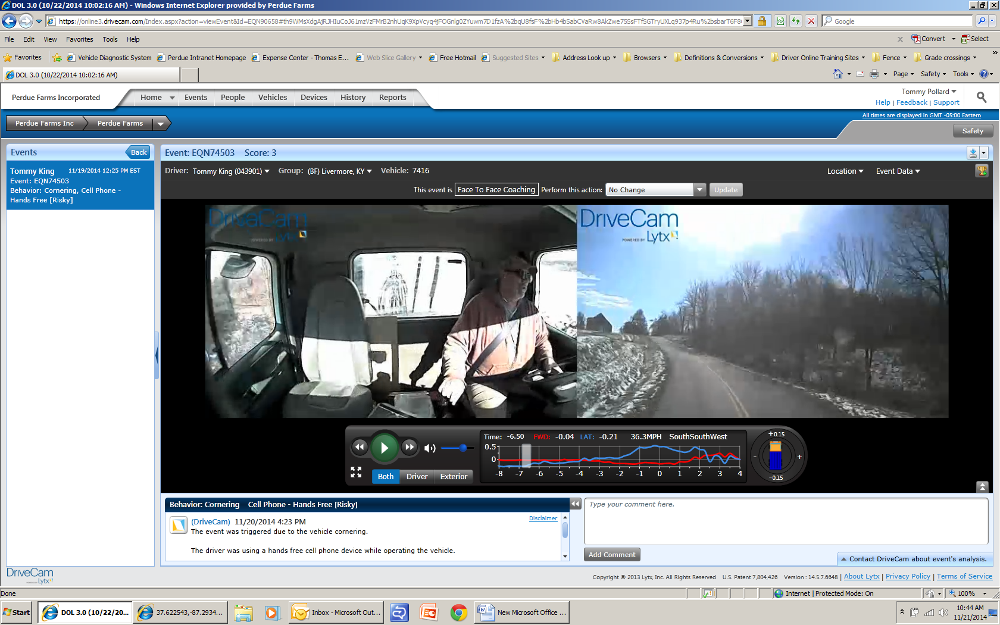 DOL 3.0 (10/22/2014 10:02:16 AM) - Windows Internet Explorer provided by Perdue Farms
File Edit View Favorites Tools Help
Google
Convert Select
Favorites Vehicle Diagnostic System Perdue Intranet Homepage Expense Center - Thomas E... Web Slice Gallery Free Hotmail Suggested Sites Address Look up Browsers Definitions & Conversions Driver Online Training Sites Fence Grade crossings
DOL 3.0 (10/22/2014 10:02:16 AM)
Page Safety Tools
Perdue Farms Incorporated Home Events People Vehicles Devices History Reports
Tommy Pollard
Help | Feedback | Support
All times are displayed in GMT -05:00 Eastern
Perdue Farms Inc Perdue Farms
Safety
Events Back
Event: EQN74503 Score: 3
Tommy King 11/19/2014 12:25 PM EST
Event: EQN74503
Behavior: Cornering, Cell Phone -
Hands Free [Risky]
Driver: Tommy King (043901) Group: (BF) Livermore, KY Vehicle: 7416
Location Event Data
This event is Face To Face Coaching Perform this action: No Change Update
DriveCam
POWERED BY Lytx
DriveCam
POWERED BY Lytx
Time: -6.50 FWD: -0.04 LAT: -0.21 36.3MPH SouthSouthWest
0.5
0
-8 -7 -6 -5 -4 -3 -2 -1 0 1 2 3 4
+0.15
- +
-0.15
Both Driver Exterior
Behavior: Cornering Cell Phone - Hands Free [Risky]
(DriveCam) 11/20/2014 4:23 PM
Disclaimer
The event was triggered due to the vehicle cornering.
The driver was using a hands free cell phone device while operating the vehicle.
Type your comment here.
Add Comment
Contact DriveCam about event's analysis.
DriveCam
Lytx
Copyright © 2013 Lytx, Inc. All Rights Reserved U.S. Patent 7,804,426 Version : 14.5.7.6648 | About Lytx | Privacy Policy | Terms of Service
Done
Internet | Protected Mode: On
100%
Start
DOL 3.0 (10/22/20...
37.622543,-87.2934...
Inbox - Microsoft Out...
New Microsoft Office ...
10:44 AM
11/21/2014